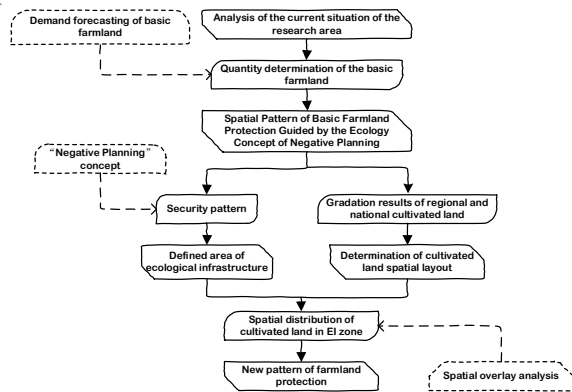 Demand forecasting of basic
farmland
Analysis of the current situation of the
research area
Quantity determination of the basic
farmland
Spatial Pattern of Basic Farmland
Protection Guided by the Ecology
Concept of Negative Planning
“Negative Planning”
concept
Security pattern
Gradation results of regional and
national cultivated land
Defined area of
ecological infrastructure
Determination of cultivated
land spatial layout
Spatial distribution of
cultivated land in EI zone
New pattern of farmland
protection
Spatial overlay analysis